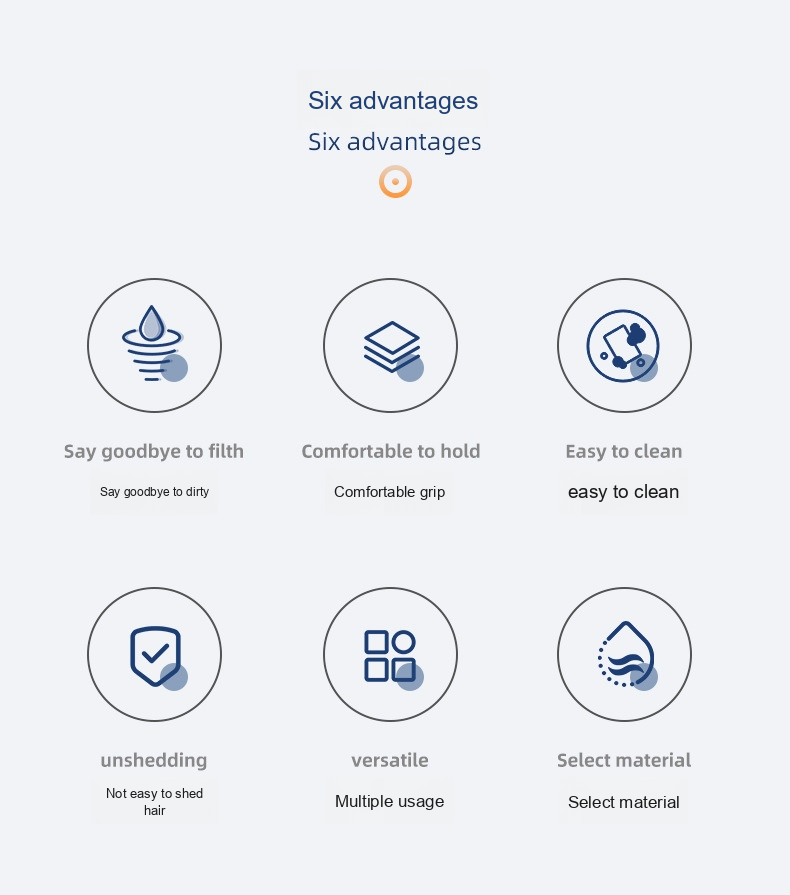 Six advantages
Six advantages
Say goodbye to filth
Comfortable to hold
Easy to clean
Say goodbye to dirty
Comfortable grip
easy to clean
unshedding
versatile
Select material
Not easy to shed
hair
Multiple usage
Select material